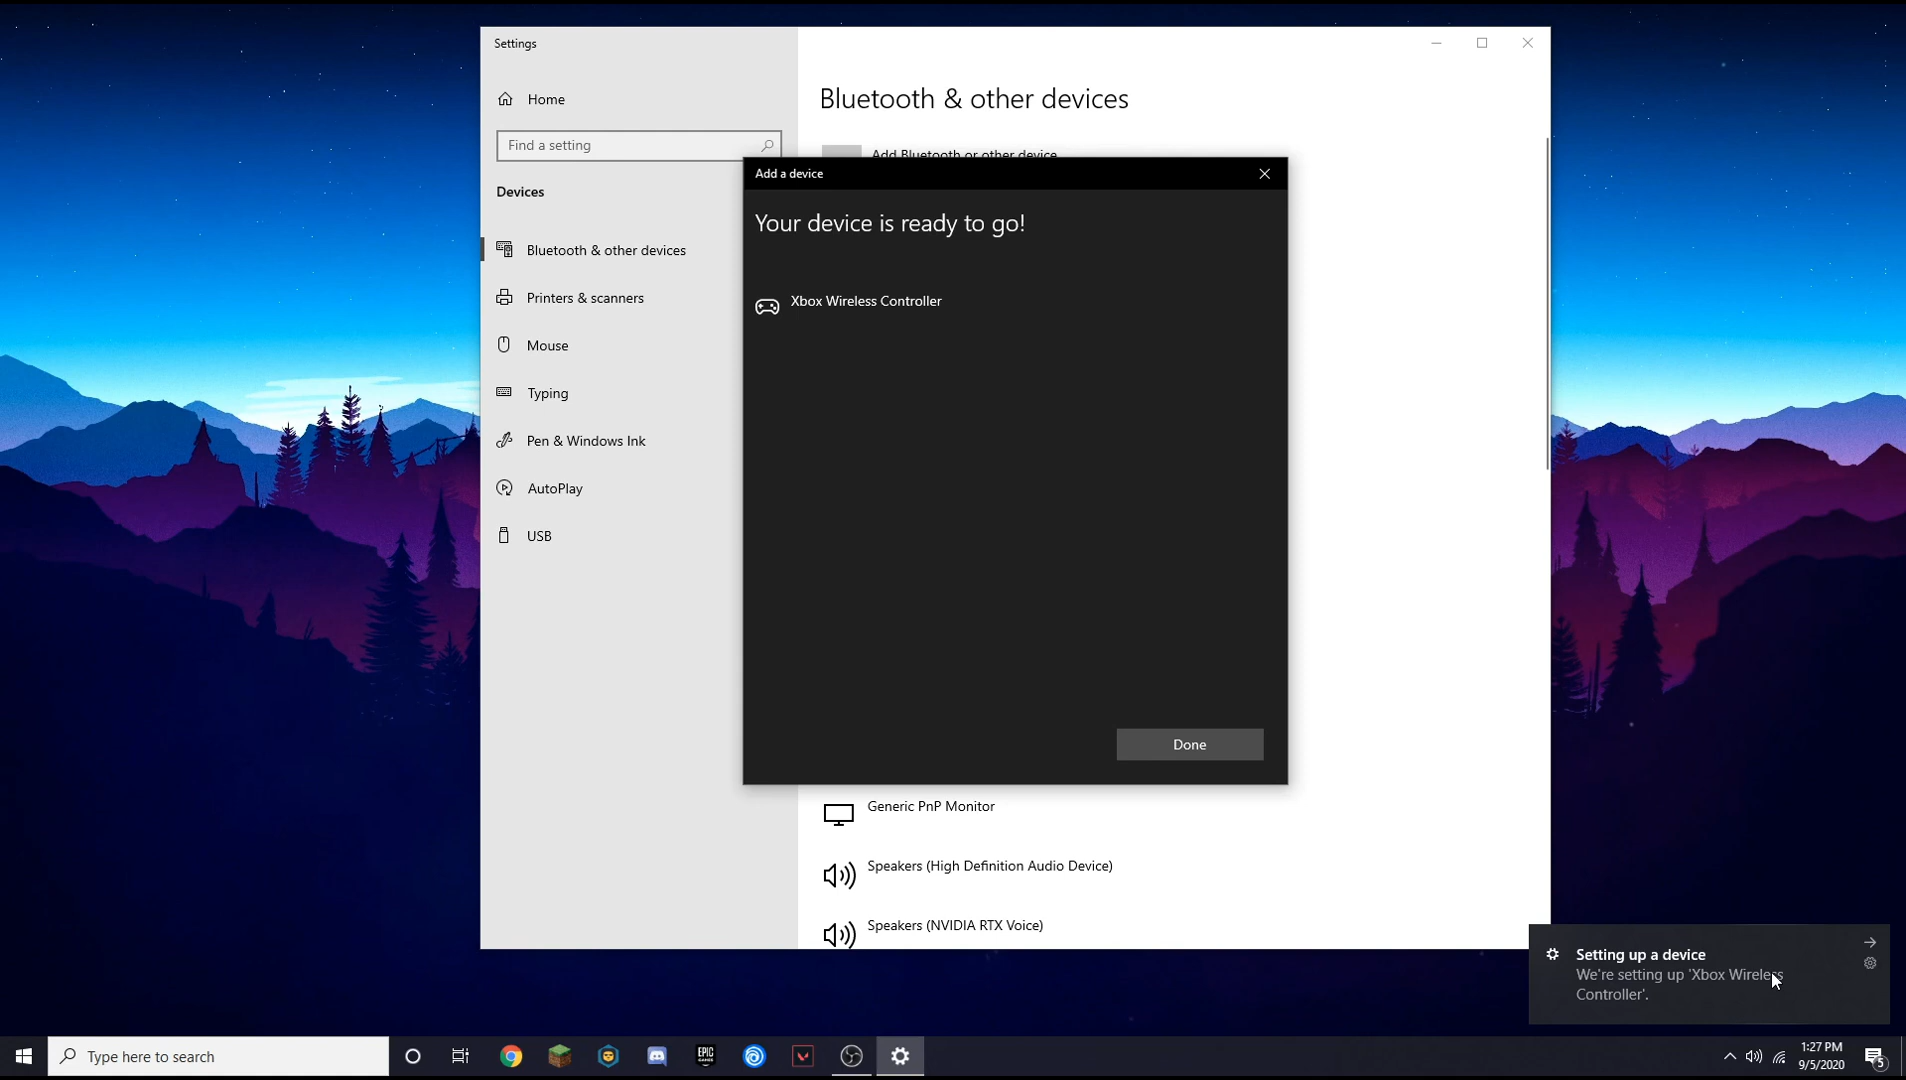 Settings
Home
Find a setting
Devices
Bluetooth & other devices
Printers & scanners
Mouse
Typing
Pen & Windows Ink
AutoPlay
USB
Bluetooth & other devices
Add Bluetooth or other device
Add a device
Your device is ready to go!
Xbox Wireless Controller
Done
Generic PnP Monitor
Speakers (High Definition Audio Device)
Speakers (NVIDIA RTX Voice)
Setting up a device
We're setting up 'Xbox Wireless
Controller'.
Type here to search
EPIC
GAMES
1:27 PM
9/5/2020
5